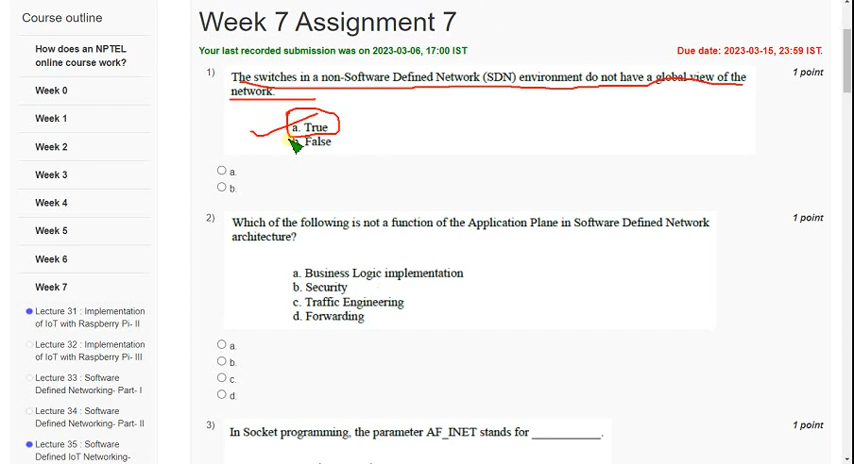 Course outline
How does an NPTEL
online course work?
Week 0
Week 1
Week 2
Week 3
Week 4
Week 5
Week 6
Week 7
Lecture 31 : Implementation
of IoT with Raspberry Pi- II
Lecture 32 : Implementation
of IoT with Raspberry Pi- III
Lecture 33 : Software
Defined Networking- Part- I
Lecture 34 : Software
Defined Networking- Part- II
Lecture 35 : Software
Defined IoT Networking-
Week 7 Assignment 7
Your last recorded submission was on 2023-03-06, 17:00 IST
Due date: 2023-03-15, 23:59 IST.
1) The switches in a non-Software Defined Network (SDN) environment do not have a global view of the 1 point
network.
a. True
b. False
a.
b.
2) Which of the following is not a function of the Application Plane in Software Defined Network 1 point
architecture?
a. Business Logic implementation
b. Security
c. Traffic Engineering
d. Forwarding
a.
b.
c.
d.
3) In Socket programming, the parameter AF_INET stands for ____________. 1 point